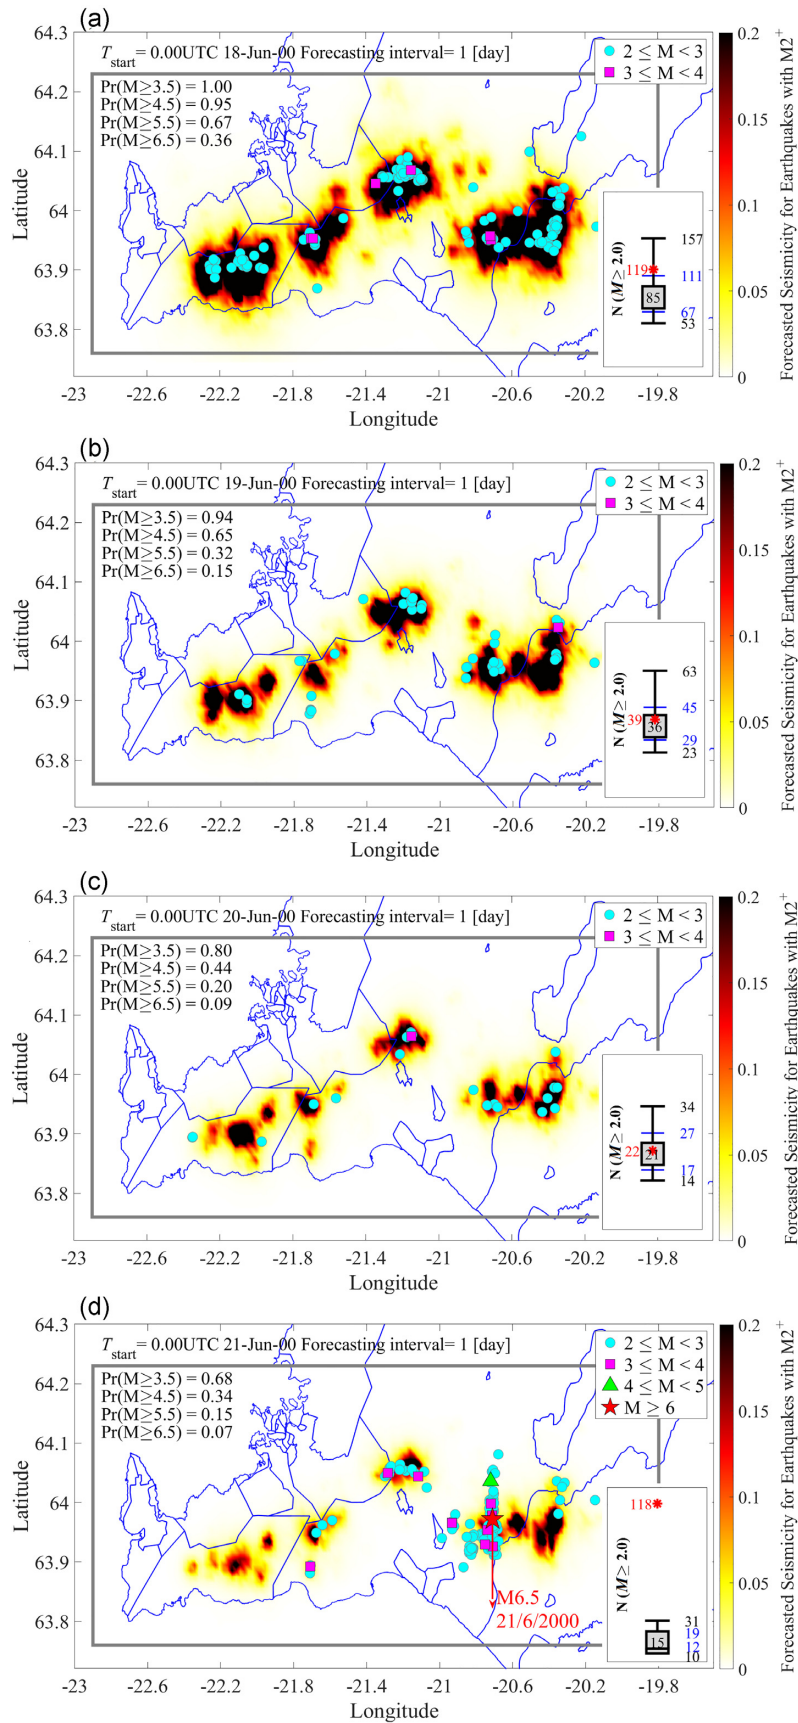 (a)
T_start = 0.00UTC 18-Jun-00 Forecasting interval= 1 [day]
2 ≤ M < 3
3 ≤ M < 4
Pr(M≥3.5) = 1.00
Pr(M≥4.5) = 0.95
Pr(M≥5.5) = 0.67
Pr(M≥6.5) = 0.36
64.3
64.2
64.1
64
63.9
63.8
Latitude
N (M≥ 2.0)
157
119
111
85
67
53
-23
-22.6
-22.2
-21.8
-21.4
-21
-20.6
-20.2
-19.8
Longitude
0.2
0.15
0.1
0.05
0
Forecasted Seismicity for Earthquakes with M2+
(b)
T_start = 0.00UTC 19-Jun-00 Forecasting interval= 1 [day]
2 ≤ M < 3
3 ≤ M < 4
Pr(M≥3.5) = 0.94
Pr(M≥4.5) = 0.65
Pr(M≥5.5) = 0.32
Pr(M≥6.5) = 0.15
64.3
64.2
64.1
64
63.9
63.8
Latitude
N (M≥ 2.0)
63
45
39
36
29
23
-23
-22.6
-22.2
-21.8
-21.4
-21
-20.6
-20.2
-19.8
Longitude
0.2
0.15
0.1
0.05
0
Forecasted Seismicity for Earthquakes with M2+
(c)
T_start = 0.00UTC 20-Jun-00 Forecasting interval= 1 [day]
2 ≤ M < 3
3 ≤ M < 4
Pr(M≥3.5) = 0.80
Pr(M≥4.5) = 0.44
Pr(M≥5.5) = 0.20
Pr(M≥6.5) = 0.09
64.3
64.2
64.1
64
63.9
63.8
Latitude
N (M≥ 2.0)
34
27
22
21
17
14
-23
-22.6
-22.2
-21.8
-21.4
-21
-20.6
-20.2
-19.8
Longitude
0.2
0.15
0.1
0.05
0
Forecasted Seismicity for Earthquakes with M2+
(d)
T_start = 0.00UTC 21-Jun-00 Forecasting interval= 1 [day]
2 ≤ M < 3
3 ≤ M < 4
4 ≤ M < 5
M ≥ 6
Pr(M≥3.5) = 0.68
Pr(M≥4.5) = 0.34
Pr(M≥5.5) = 0.15
Pr(M≥6.5) = 0.07
64.3
64.2
64.1
64
63.9
63.8
Latitude
M6.5
21/6/2000
N (M≥ 2.0)
118
31
19
15
12
10
-23
-22.6
-22.2
-21.8
-21.4
-21
-20.6
-20.2
-19.8
Longitude
0.2
0.15
0.1
0.05
0
Forecasted Seismicity for Earthquakes with M2+